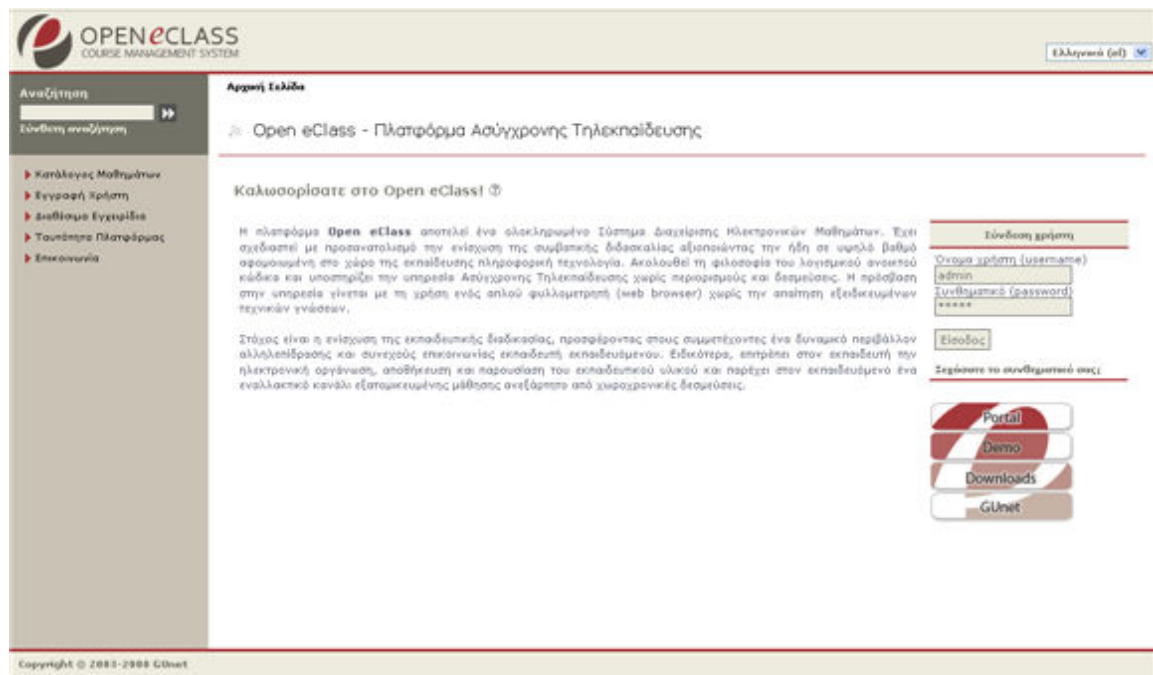 OPEN eCLASS
COURSE MANAGEMENT SYSTEM
Ελληνικά (el)
Αναζήτηση
Σύνθετη αναζήτηση
Κατάλογος Μαθημάτων
Εγγραφή Χρήστη
Διαθέσιμα Εγχειρίδια
Ταυτότητα Πλατφόρμας
Επικοινωνία
Αρχική Σελίδα
Open eClass - Πλατφόρμα Ασύγχρονης Τηλεκπαίδευσης
Καλωσορίσατε στο Open eClass!
Η πλατφόρμα Open eClass αποτελεί ένα ολοκληρωμένο Σύστημα Διαχείρισης Ηλεκτρονικών Μαθημάτων. Έχει
σχεδιαστεί με προσανατολισμό την ενίσχυση της συμβατικής διδασκαλίας αξιοποιώντας την ήδη σε υψηλό βαθμό
αφομοιωμένη στο χώρο της εκπαίδευσης πληροφορική τεχνολογία. Ακολουθεί τη φιλοσοφία του λογισμικού ανοικτού
κώδικα και υποστηρίζει την υπηρεσία Ασύγχρονης Τηλεκπαίδευσης χωρίς περιορισμούς και δεσμεύσεις. Η πρόσβαση
στην υπηρεσία γίνεται με τη χρήση ενός απλού φυλλομετρητή (web browser) χωρίς την απαίτηση εξειδικευμένων
τεχνικών γνώσεων.
Στόχος είναι η ενίσχυση της εκπαιδευτικής διαδικασίας, προσφέροντας στους συμμετέχοντες ένα δυναμικό περιβάλλον
αλληλεπίδρασης και συνεχούς επικοινωνίας εκπαιδευτή εκπαιδευόμενου. Ειδικότερα, επιτρέπει στον εκπαιδευτή την
ηλεκτρονική οργάνωση, αποθήκευση και παρουσίαση του εκπαιδευτικού υλικού και παρέχει στον εκπαιδευόμενο ένα
εναλλακτικό κανάλι εξατομικευμένης μάθησης ανεξάρτητο από χωροχρονικές δεσμεύσεις.
Σύνδεση χρήστη
Όνομα χρήστη (username)
admin
Συνθηματικό (password)
*****
Είσοδος
Ξεχάσατε το συνθηματικό σας;
Portal
Demo
Downloads
GUnet
Copyright © 2003-2008 GUnet